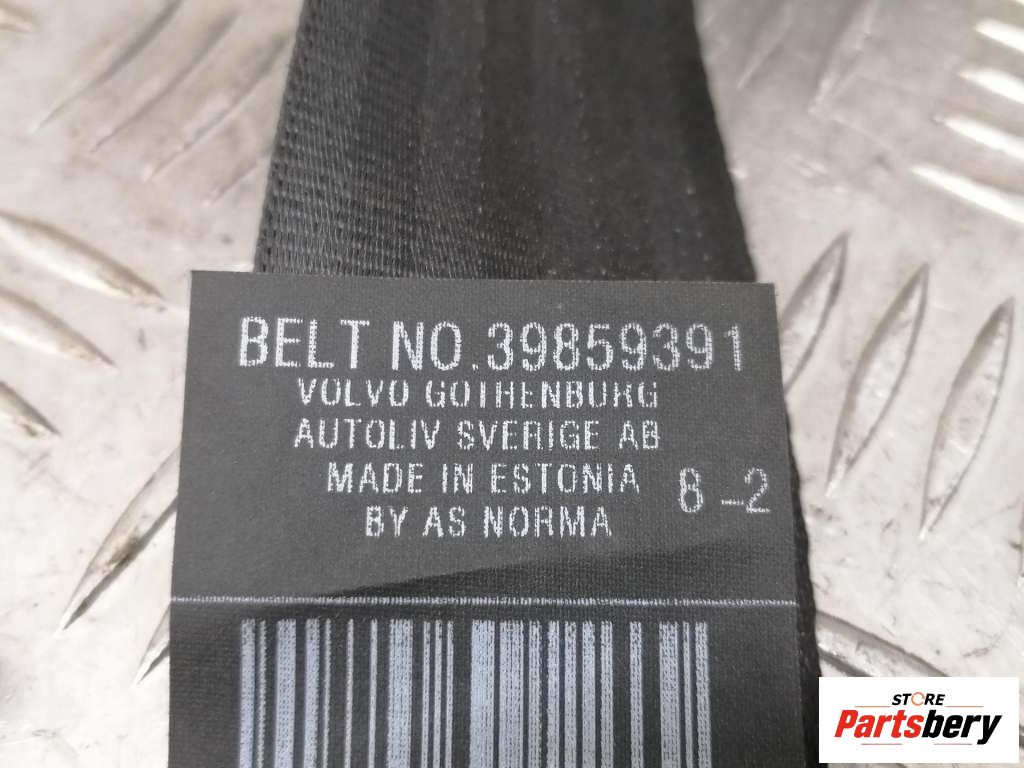 BELT NO.39859391
VOLVO GOTHENBURG
AUTOLIV SVERIGE AB
MADE IN ESTONIA 8-2
BY AS NORMA
STORE
Partsbery